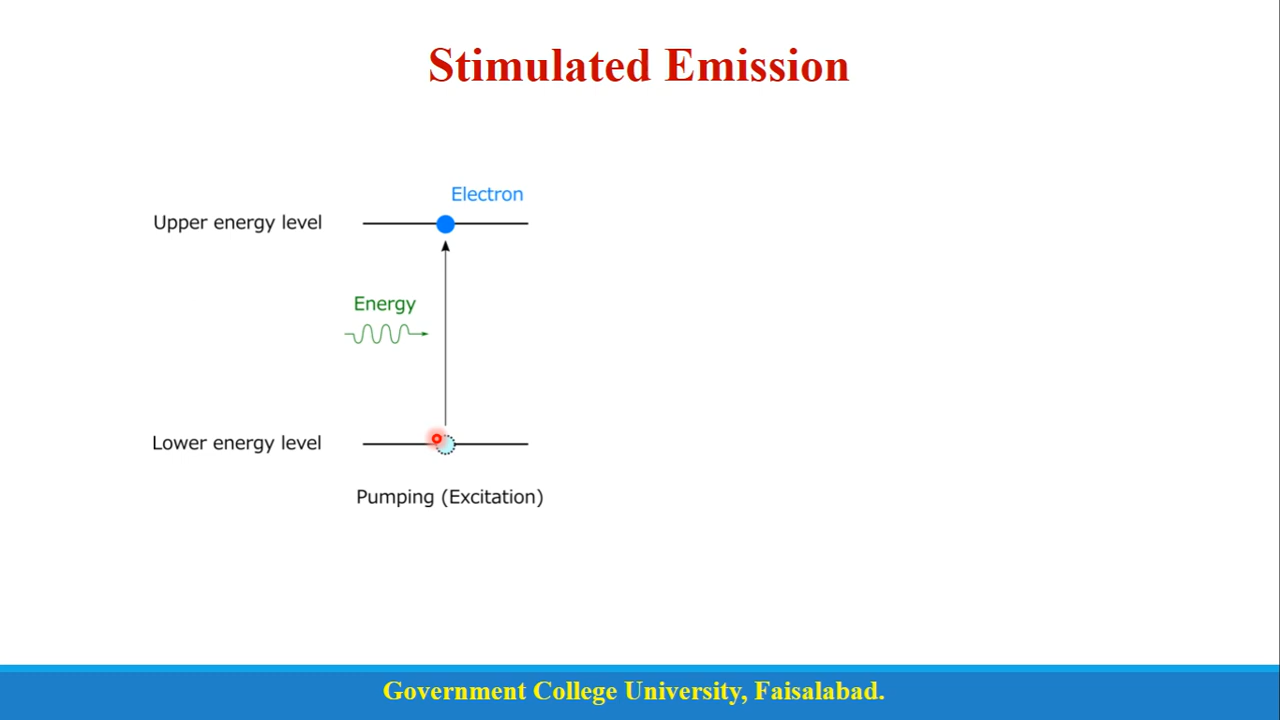 Stimulated Emission
Electron
Upper energy level
Energy
Lower energy level
Pumping (Excitation)
Government College University, Faisalabad.